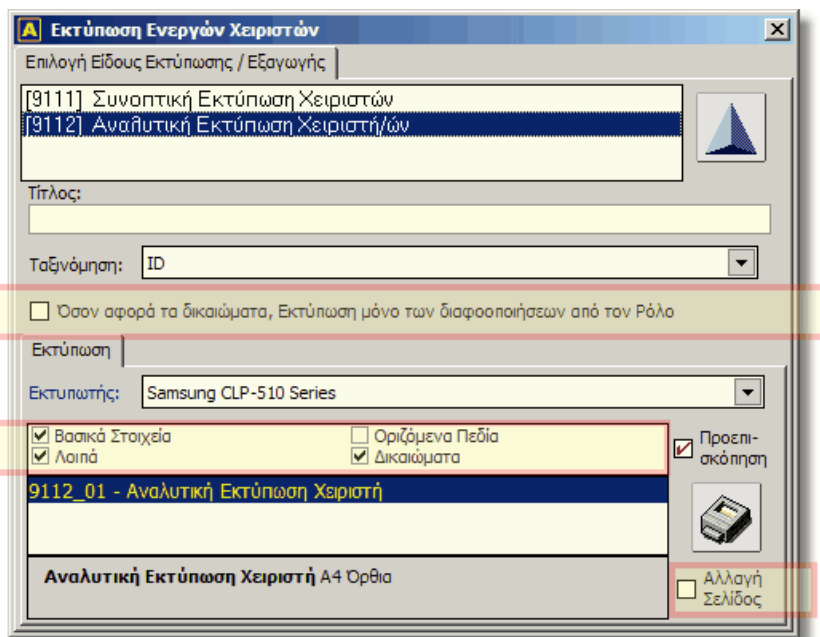 A Εκτύπωση Ενεργών Χειριστών
Επιλογή Είδους Εκτύπωσης / Εξαγωγής
[9111] Συνοπτική Εκτύπωση Χειριστών
[9112] Αναλυτική Εκτύπωση Χειριστή/ών
Τίτλος:
Ταξινόμηση: ID
Όσον αφορά τα δικαιώματα, Εκτύπωση μόνο των διαφοοποιήσεων από τον Ρόλο
Εκτύπωση
Εκτυπωτής: Samsung CLP-510 Series
Βασικά Στοιχεία Οριζόμενα Πεδία
Λοιπά Δικαιώματα
Προεπι-
σκόπηση
9112_01 - Αναλυτική Εκτύπωση Χειριστή
Αναλυτική Εκτύπωση Χειριστή Α4 Όρθια
Αλλαγή
Σελίδος